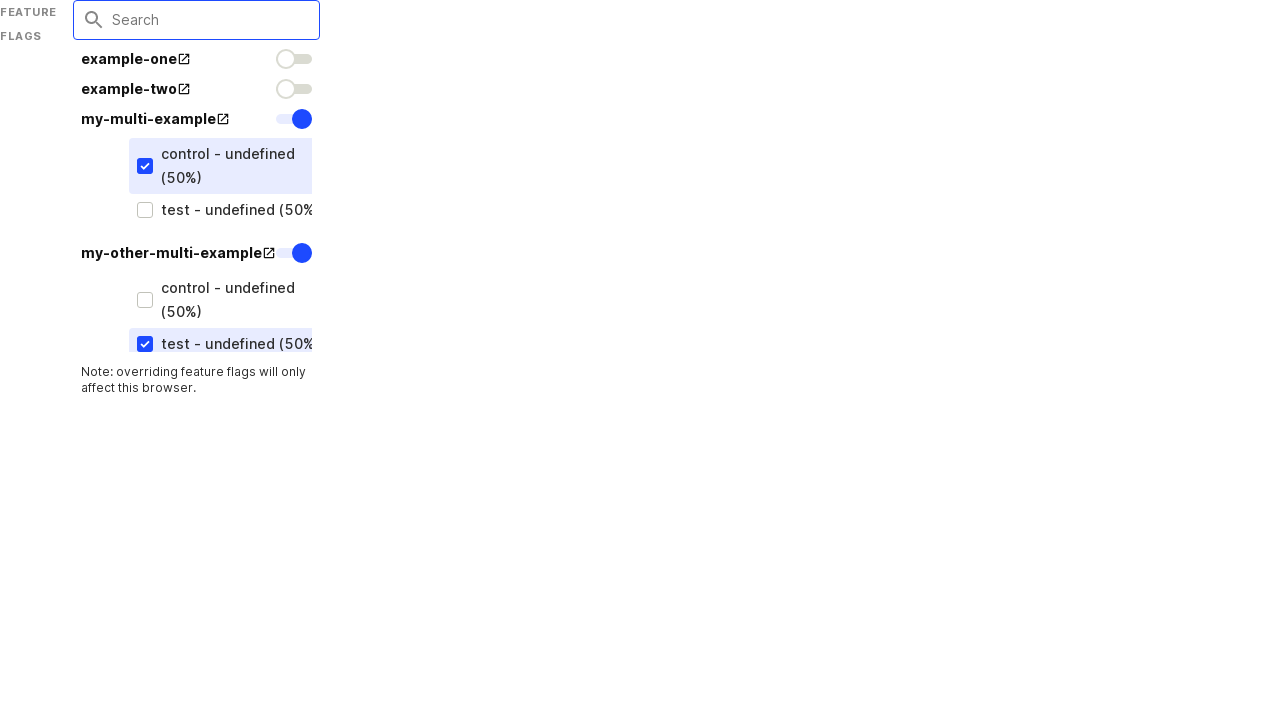 FEATURE
FLAGS
Search
example-one
example-two
my-multi-example
control - undefined
(50%)
test - undefined (50%
my-other-multi-example
control - undefined
(50%)
test - undefined (50%
Note: overriding feature flags will only
affect this browser.